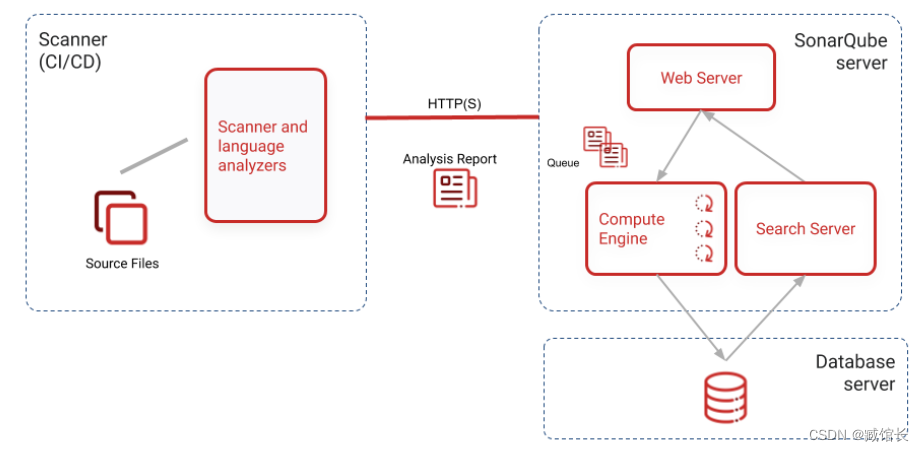 Scanner
(CI/CD)
Scanner and
language
analyzers
Source Files
HTTP(S)
Analysis Report
SonarQube
server
Web Server
Queue
Compute
Engine
Search Server
Database
server
CSDN @臧馆长